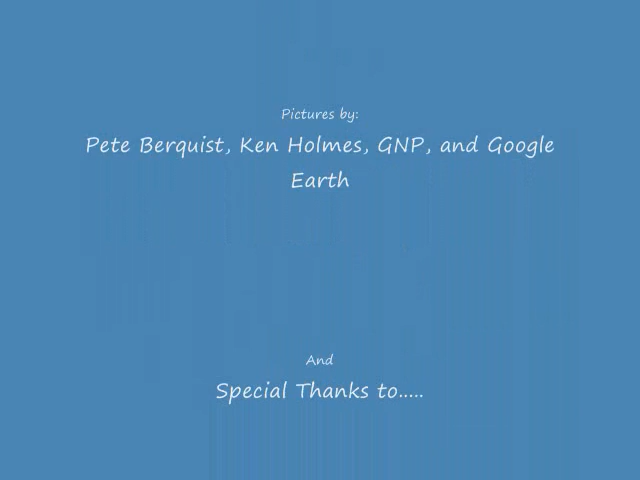 Pictures by:
Pete Berquist, Ken Holmes, GNP, and Google
Earth
And
Special Thanks to.....